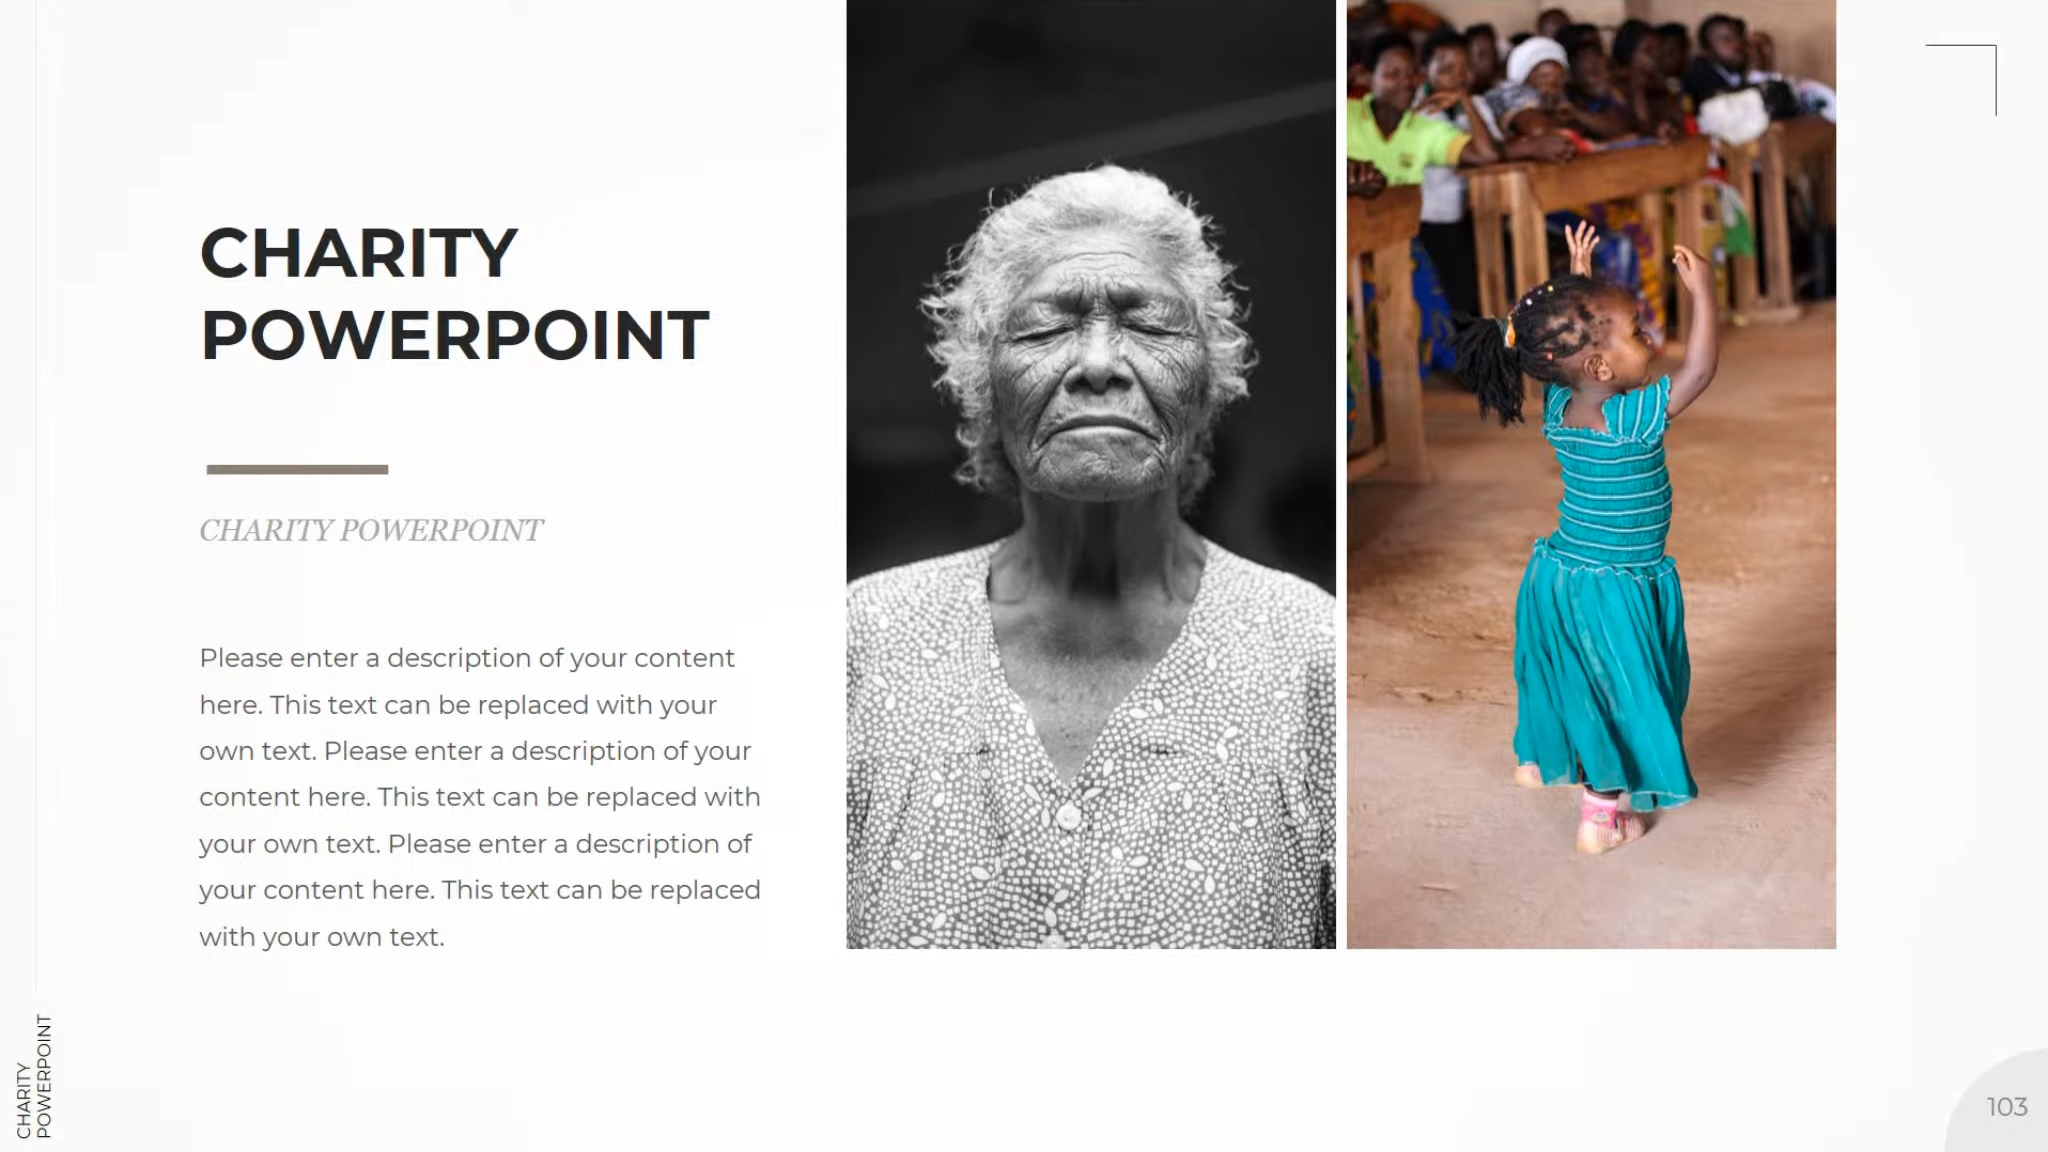 CHARITY
POWERPOINT
CHARITY POWERPOINT
Please enter a description of your content
here. This text can be replaced with your
own text. Please enter a description of your
content here. This text can be replaced with
your own text. Please enter a description of
your content here. This text can be replaced
with your own text.
CHARITY
POWERPOINT
103